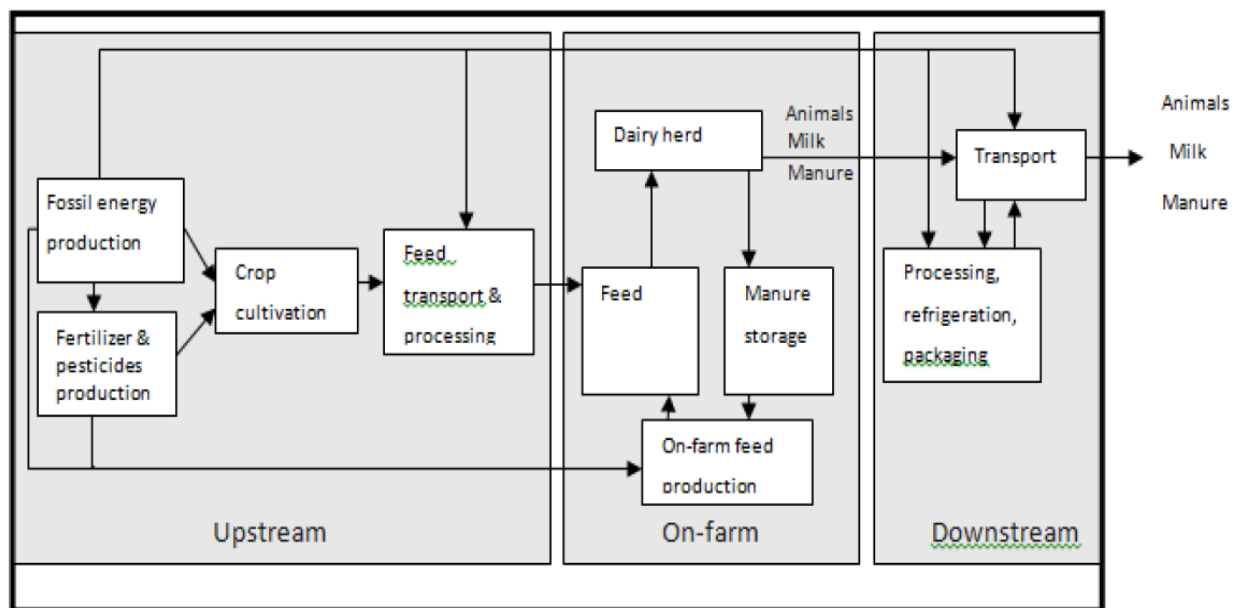 Fossil energy
production
Fertilizer &
pesticides
production
Crop
cultivation
Feed
transport &
processing
Upstream
Dairy herd
Animals
Milk
Manure
Feed
Manure
storage
On-farm feed
production
On-farm
Transport
Processing,
refrigeration,
packaging
Downstream
Animals
Milk
Manure